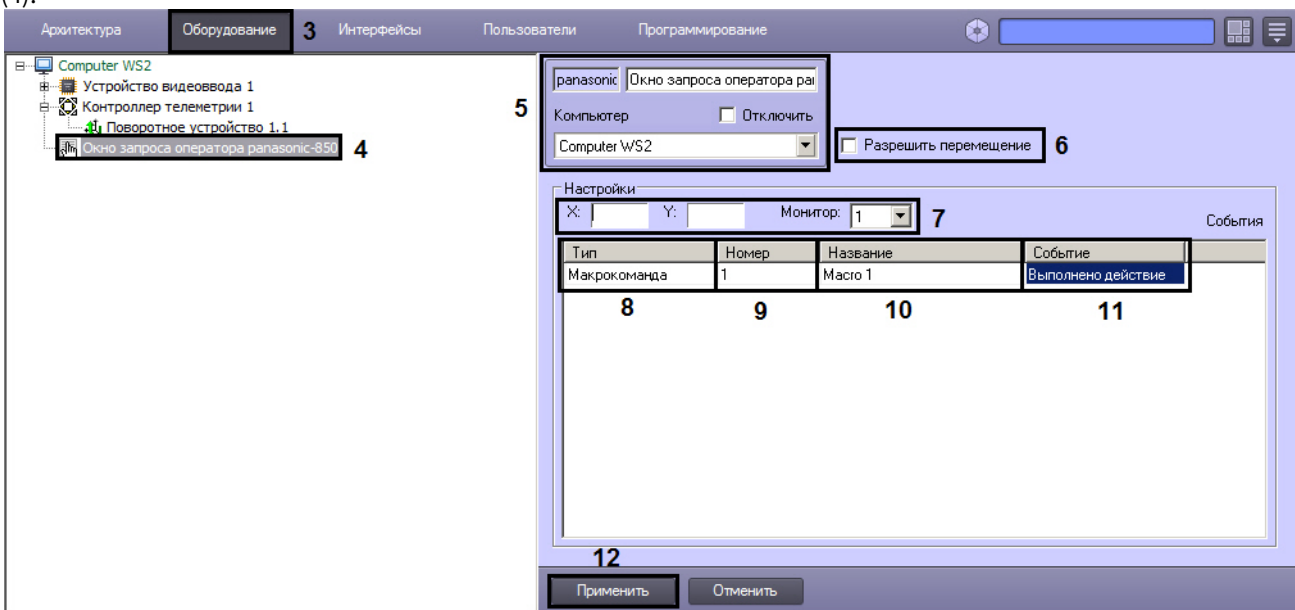 (4).
Архитектура Оборудование 3 Интерфейсы Пользователи Программирование
Computer WS2
Устройство видеоввода 1
Контроллер телеметрии 1
Поворотное устройство 1.1
Окно запроса оператора panasonic-850 4
5
panasonic Окно запроса оператора pai
Компьютер Отключить
Computer WS2 Разрешить перемещение 6
Настройки
X: Y: Монитор: 1 7 События
Тип Номер Название Событие
Макрокоманда 1 Macro 1 Выполнено действие
8 9 10 11
12
Применить Отменить